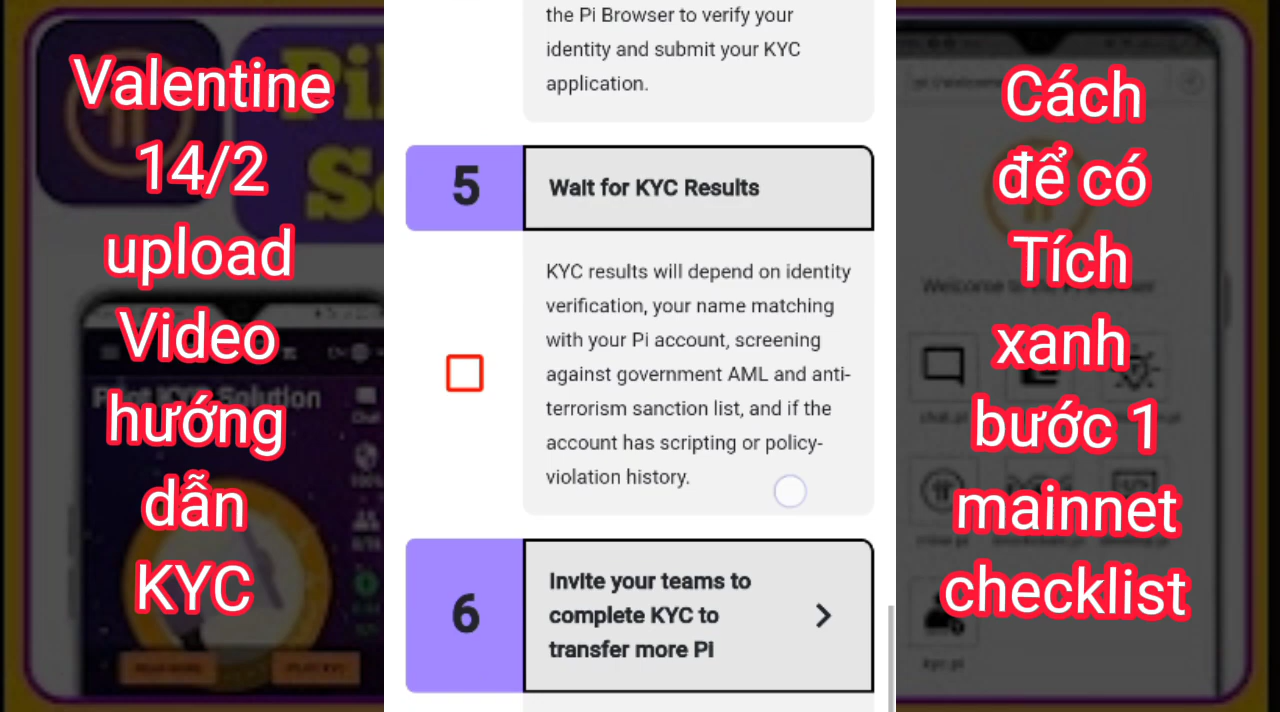 Valentine
14/2
upload
Video
hướng
dẫn
KYC
the Pi Browser to verify your
identity and submit your KYC
application.
5
Wait for KYC Results
KYC results will depend on identity
verification, your name matching
with your Pi account, screening
against government AML and anti-
terrorism sanction list, and if the
account has scripting or policy-
violation history.
6
Invite your teams to
complete KYC to
transfer more Pi
Cách
để có
Tích
xanh
bước 1
mainnet
checklist